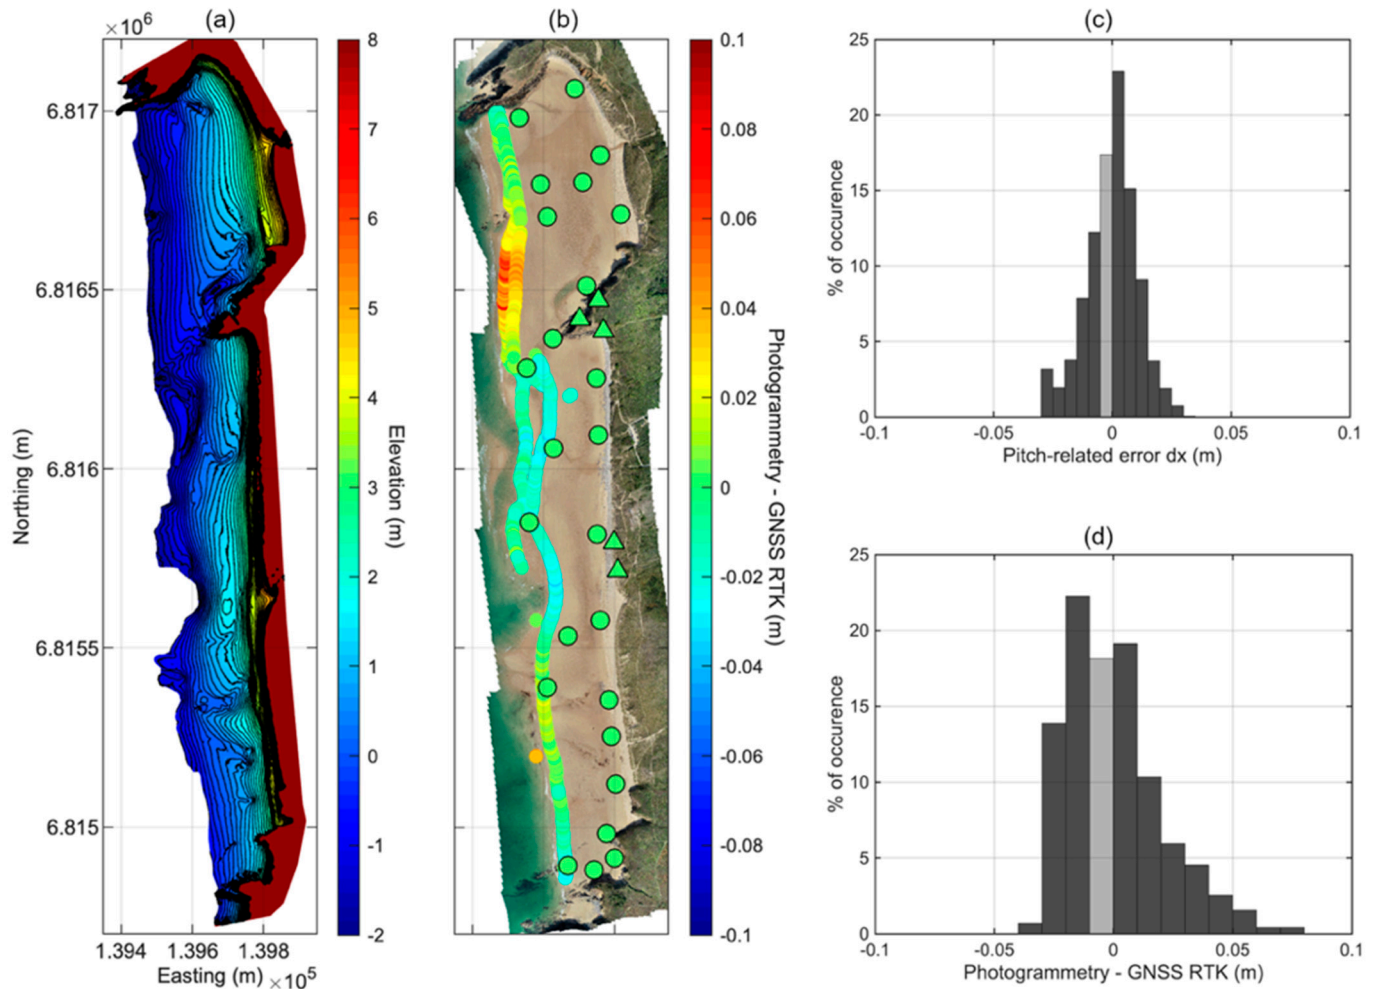 ×10⁶ (a)
6.817
6.8165
6.816
6.8155
6.815
Northing (m)
1.394 1.396 1.398
Easting (m) ×10⁵
8
7
6
5
4
3
2
1
0
-1
-2
Elevation (m)
(b)
0.1
0.08
0.06
0.04
0.02
0
-0.02
-0.04
-0.06
-0.08
-0.1
Photogrammetry - GNSS RTK (m)
(c)
25
20
15
10
5
0
% of occurence
-0.1 -0.05 0 0.05 0.1
Pitch-related error dx (m)
(d)
25
20
15
10
5
0
% of occurence
-0.1 -0.05 0 0.05 0.1
Photogrammetry - GNSS RTK (m)